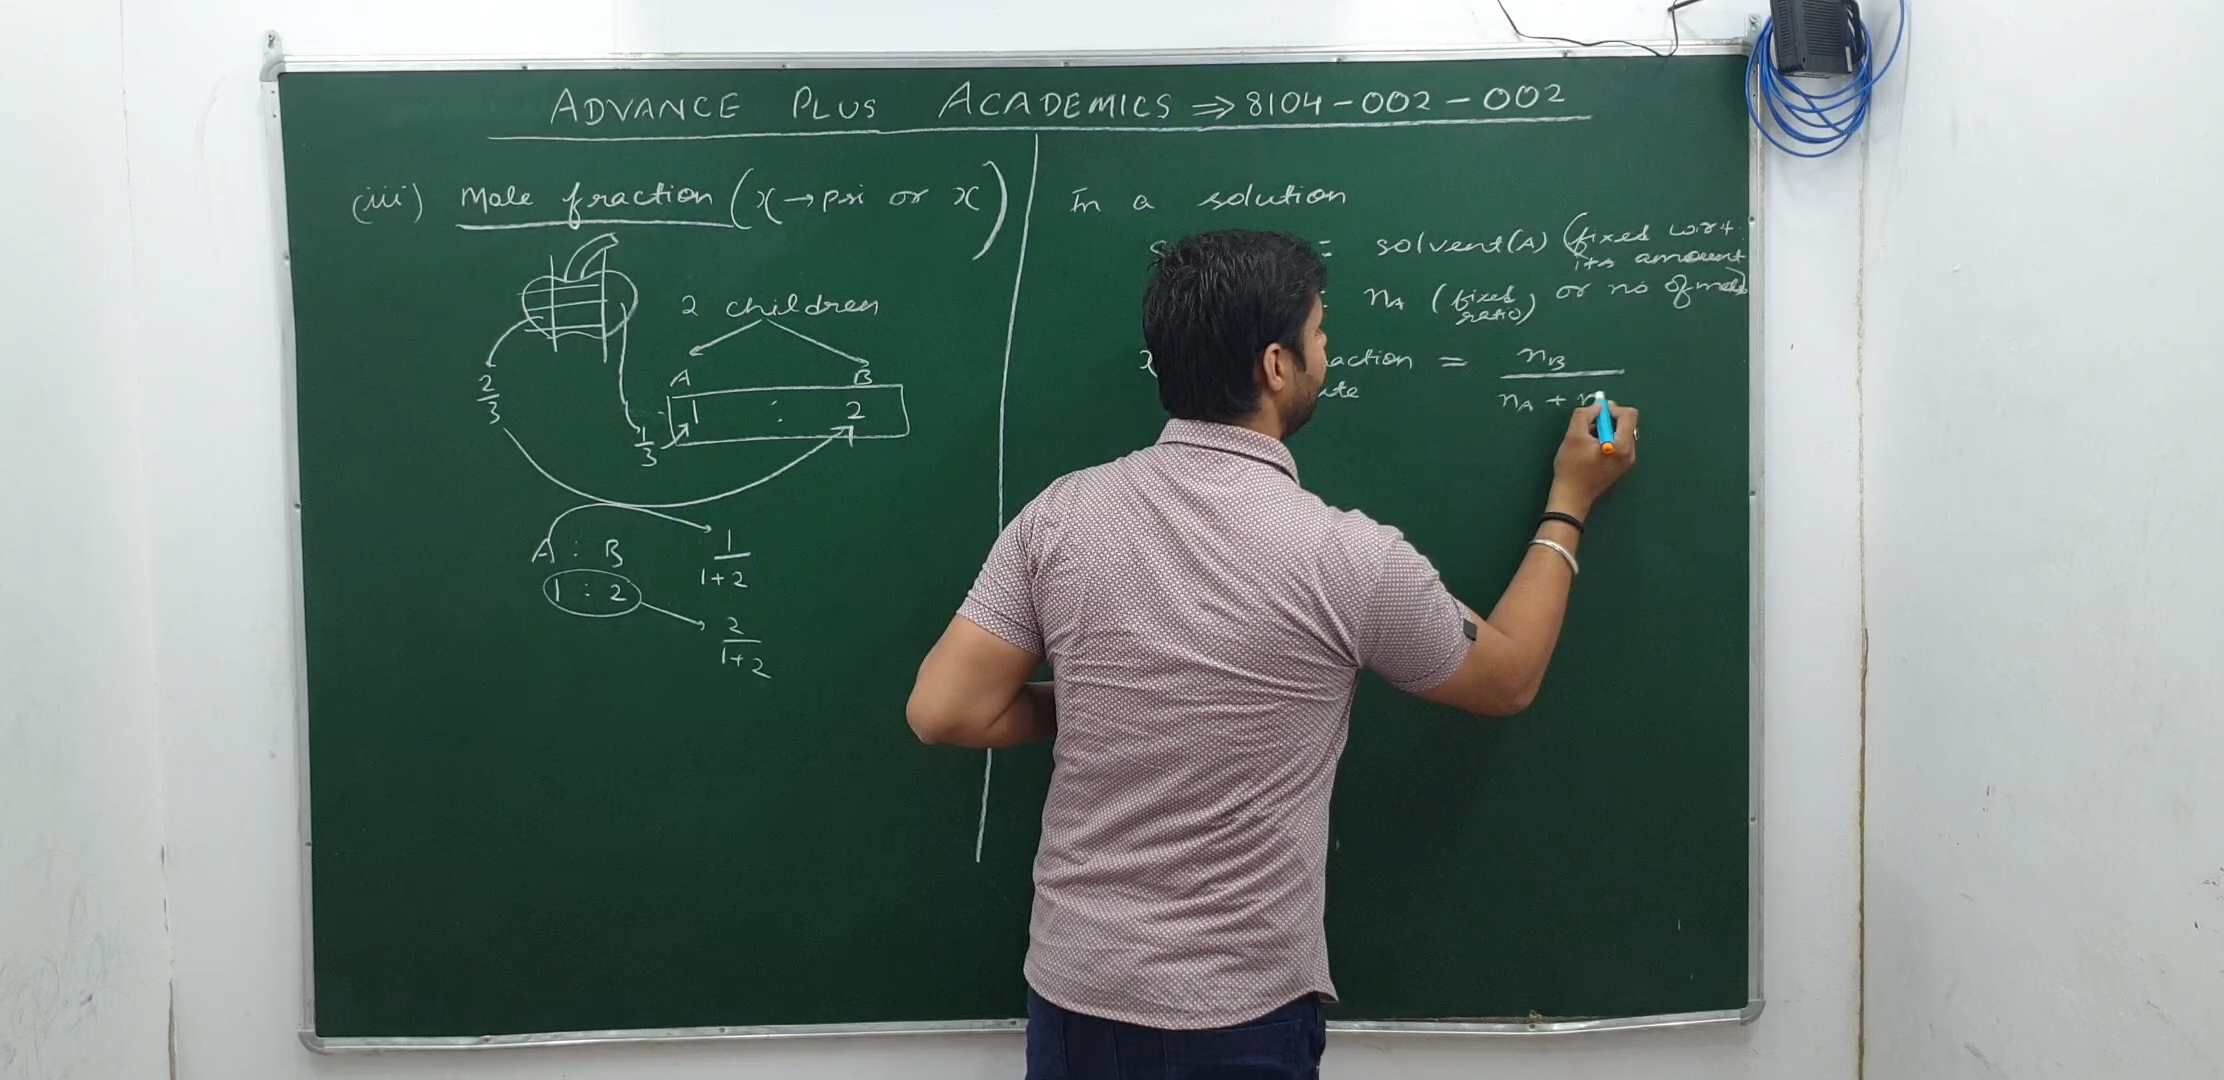 ADVANCE PLUS ACADEMICS ⇒ 8104-002-002
(iii) Mole fraction (χ → psi or x)
2 children
A B
1 : 2
2/3
1/3
A : B
1 : 2
1/1+2
2/1+2
In a solution
= solvent(A) (fixed w.r.t. its amount or no of moles)
: nA (fixed ratio)
= nB / nA +